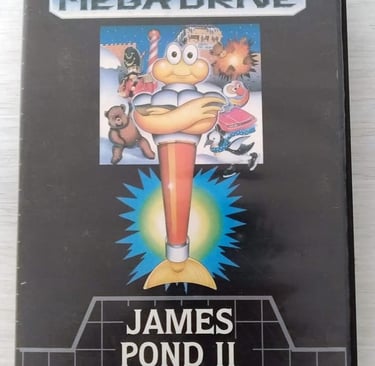 MEGA DRIVE
JAMES
POND II